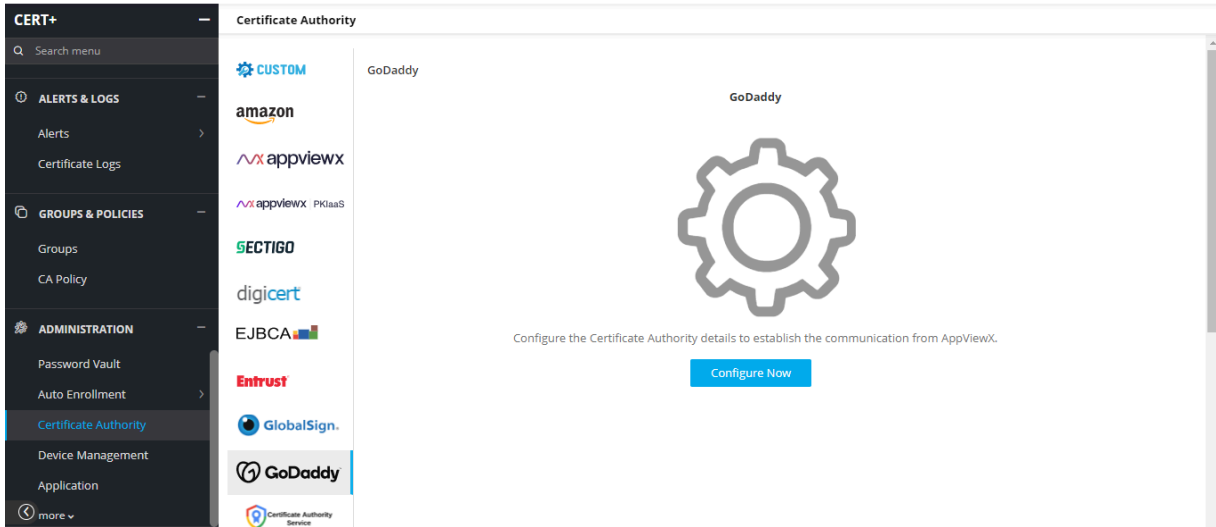 CERT+
Certificate Authority
Search menu
ALERTS & LOGS
Alerts
Certificate Logs
GROUPS & POLICIES
Groups
CA Policy
ADMINISTRATION
Password Vault
Auto Enrollment
Certificate Authority
Device Management
Application
more
CUSTOM
amazon
appviewx
appviewx PKIaaS
SECTIGO
digicert
EJBCA
Entrust
GlobalSign.
GoDaddy
Certificate Authority
Service
GoDaddy
GoDaddy
Configure the Certificate Authority details to establish the communication from AppViewX.
Configure Now